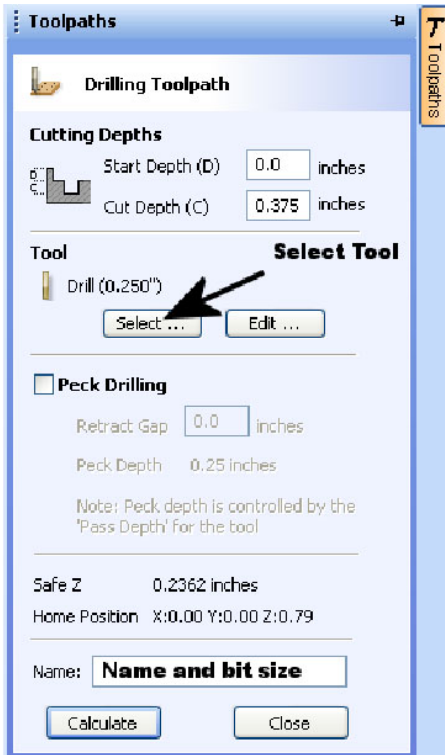 Toolpaths
Toolpaths
Drilling Toolpath
Cutting Depths
D
C
Start Depth (D) 0.0 inches
Cut Depth (C) 0.375 inches
Tool
Select Tool
Drill (0.250")
Select ... Edit ...
Peck Drilling
Retract Gap 0.0 inches
Peck Depth 0.25 inches
Note: Peck depth is controlled by the
'Pass Depth' for the tool
Safe Z 0.2362 inches
Home Position X:0.00 Y:0.00 Z:0.79
Name: Name and bit size
Calculate Close